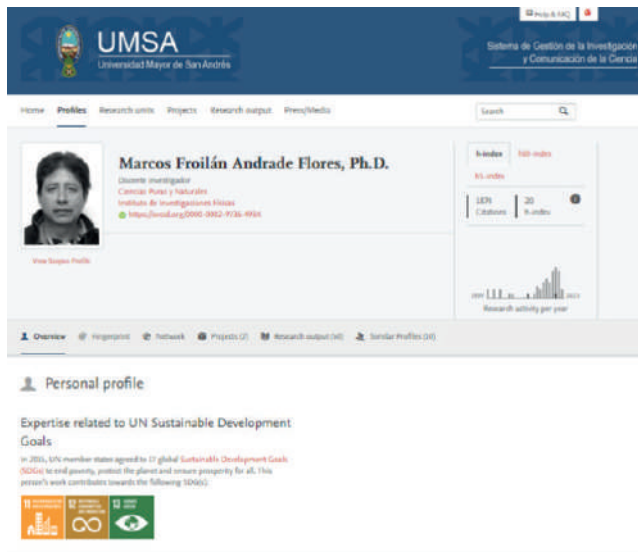 Help & FAQ
UMSA
Universidad Mayor de San Andrés
Sistema de Gestión de la Investigación
y Comunicación de la Ciencia
Home Profiles Research units Projects Research output Press/Media
Search
Marcos Froilán Andrade Flores, Ph.D.
Docente investigador
Ciencias Puras y Naturales
Instituto de Investigaciones Físicas
View Scopus Profile
h-index
h5-index
20
Citations h-index
Research activity per year
Overview Fingerprint Network Projects (2) Research output Similar Profiles
Personal profile
Expertise related to UN Sustainable Development
Goals
In 2015, UN member states agreed to 17 global Sustainable Development Goals
(SDGs) to end poverty, protect the planet and ensure prosperity for all. This
person's work contributes towards the following SDG(s):
11
12
13